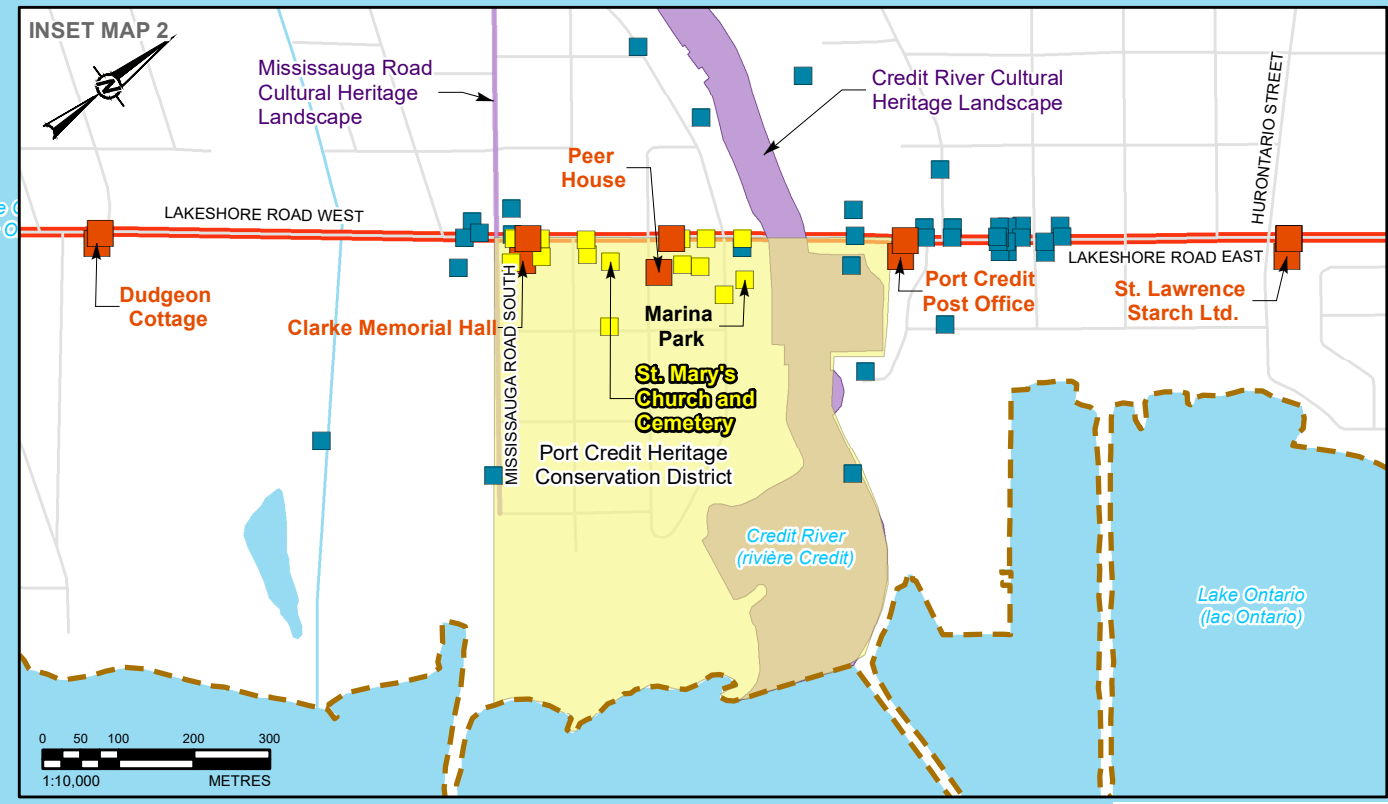 INSET MAP 2
N
Mississauga Road
Cultural Heritage
Landscape
Credit River Cultural
Heritage Landscape
HURONTARIO STREET
Peer
House
LAKESHORE ROAD WEST
LAKESHORE ROAD EAST
Dudgeon
Cottage
Clarke Memorial Hall
MISSISSAUGA ROAD SOUTH
Marina
Park
Port Credit
Post Office
St. Lawrence
Starch Ltd.
St. Mary's
Church and
Cemetery
Port Credit Heritage
Conservation District
Credit River
(rivière Credit)
Lake Ontario
(lac Ontario)
0 50 100 200 300
1:10,000 METRES